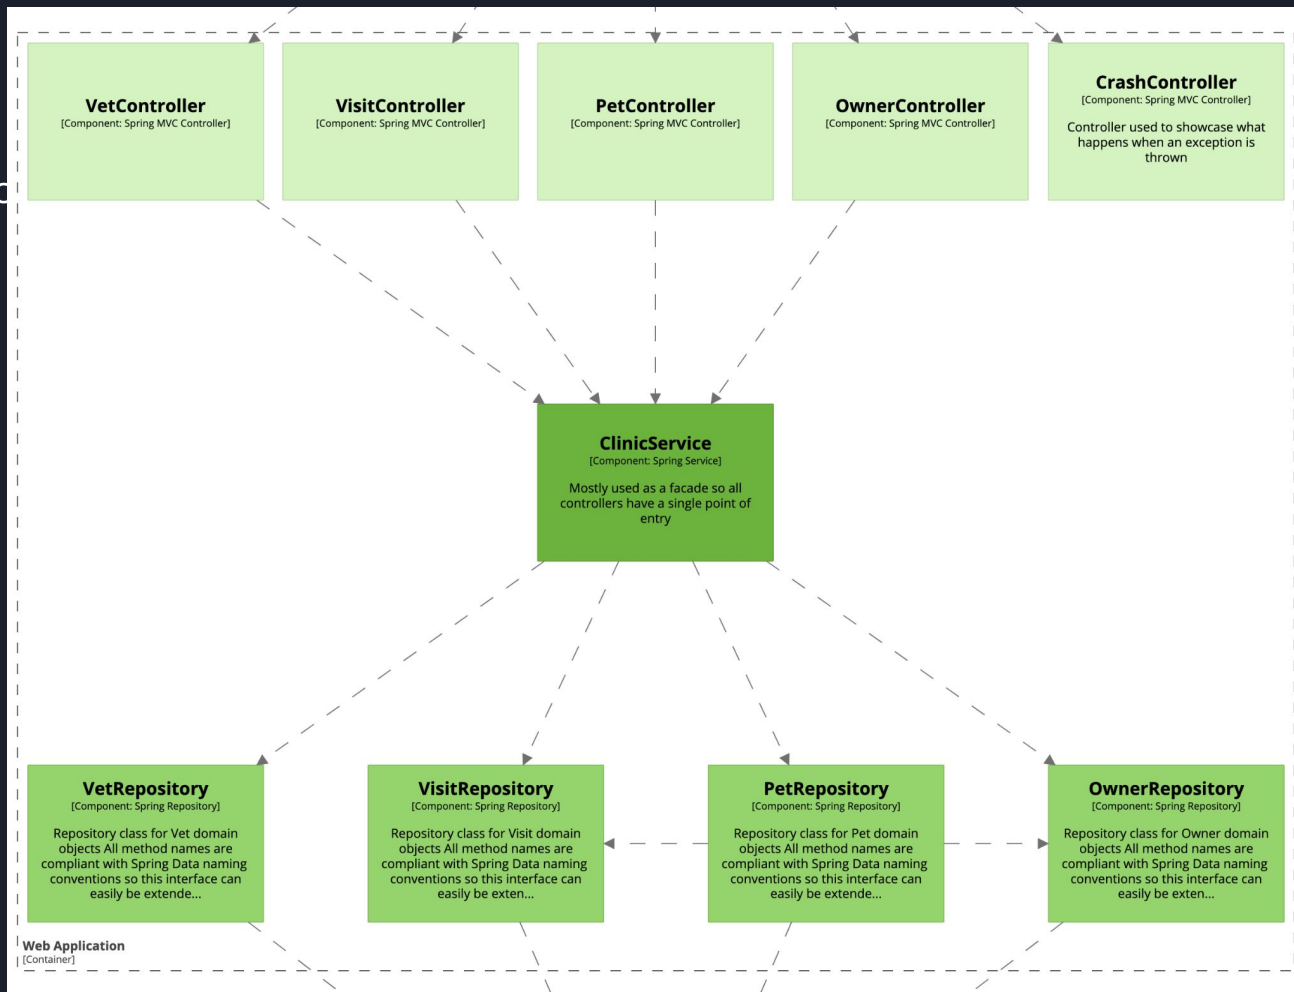 VetController
[Component: Spring MVC Controller]
VisitController
[Component: Spring MVC Controller]
PetController
[Component: Spring MVC Controller]
OwnerController
[Component: Spring MVC Controller]
CrashController
[Component: Spring MVC Controller]
Controller used to showcase what
happens when an exception is
thrown
ClinicService
[Component: Spring Service]
Mostly used as a facade so all
controllers have a single point of
entry
VetRepository
[Component: Spring Repository]
Repository class for Vet domain
objects All method names are
compliant with Spring Data naming
conventions so this interface can
easily be extende...
VisitRepository
[Component: Spring Repository]
Repository class for Visit domain
objects All method names are
compliant with Spring Data naming
conventions so this interface can
easily be exten...
PetRepository
[Component: Spring Repository]
Repository class for Pet domain
objects All method names are
compliant with Spring Data naming
conventions so this interface can
easily be extende...
OwnerRepository
[Component: Spring Repository]
Repository class for Owner domain
objects All method names are
compliant with Spring Data naming
conventions so this interface can
easily be exten...
Web Application
[Container]